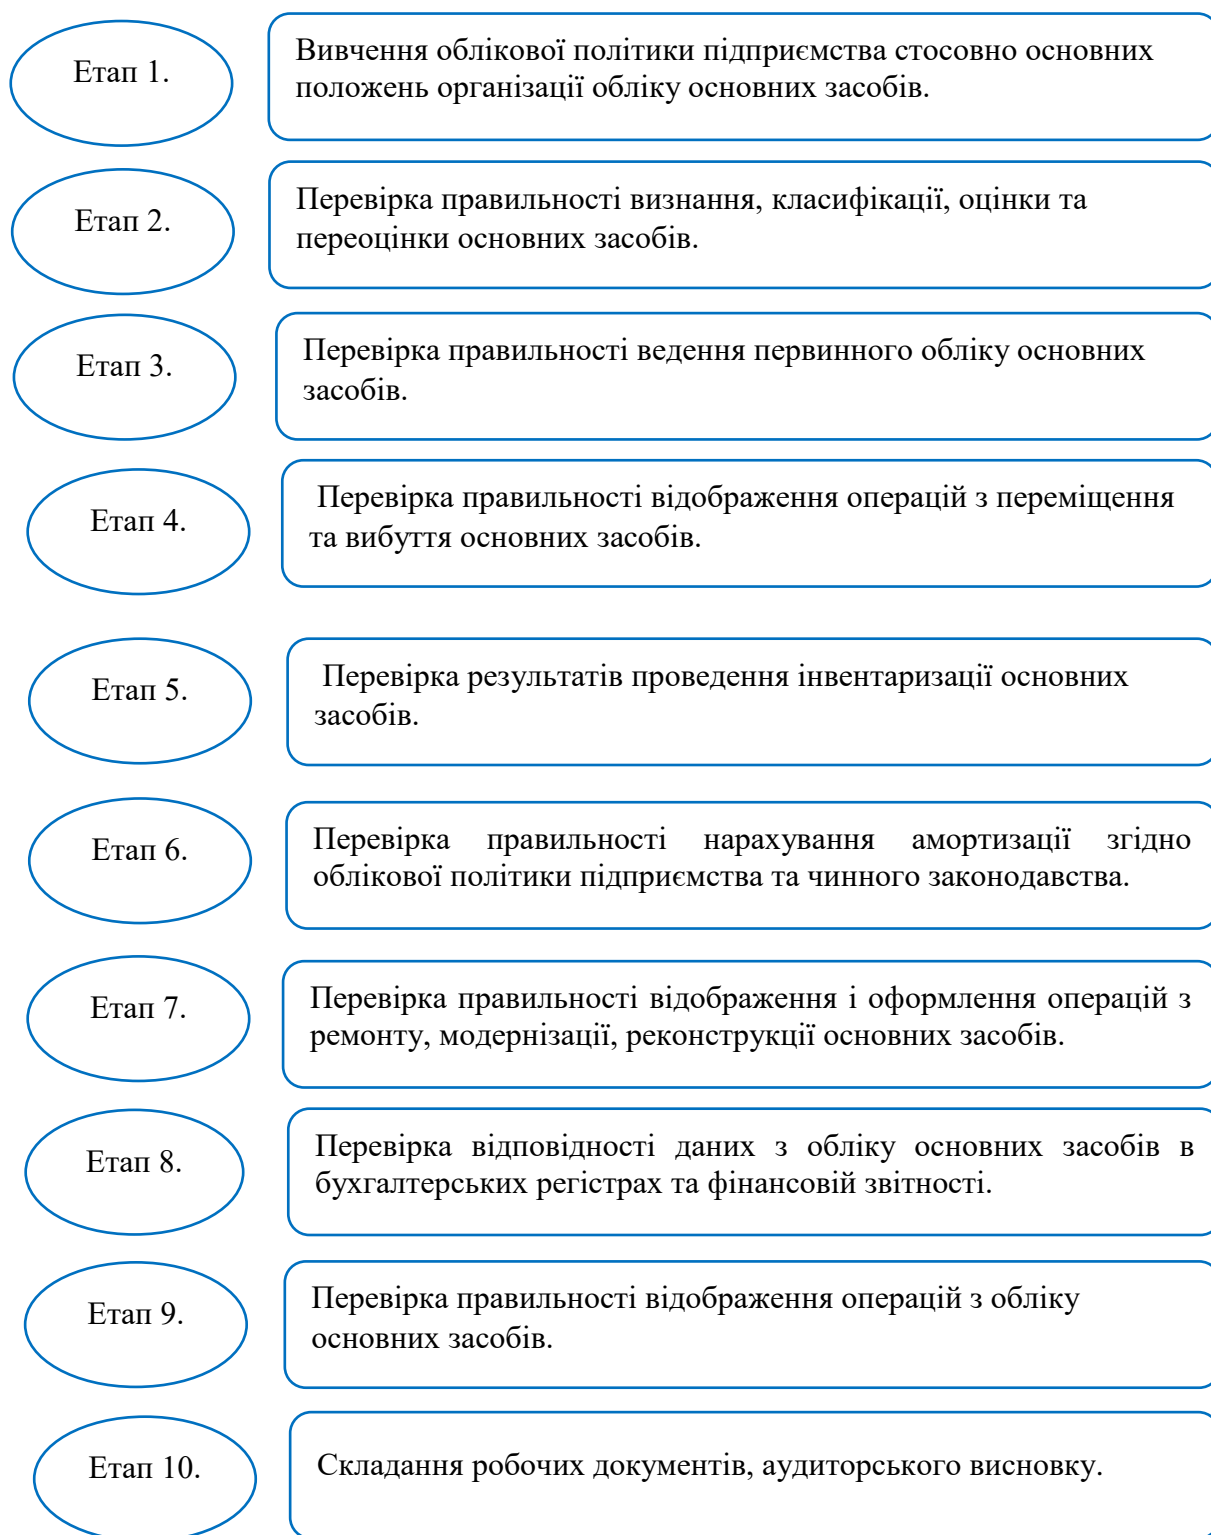 Етап 1.
Вивчення облікової політики підприємства стосовно основних
положень організації обліку основних засобів.
Етап 2.
Перевірка правильності визнання, класифікації, оцінки та
переоцінки основних засобів.
Етап 3.
Перевірка правильності ведення первинного обліку основних
засобів.
Етап 4.
Перевірка правильності відображення операцій з переміщення
та вибуття основних засобів.
Етап 5.
Перевірка результатів проведення інвентаризації основних
засобів.
Етап 6.
Перевірка правильності нарахування амортизації згідно
облікової політики підприємства та чинного законодавства.
Етап 7.
Перевірка правильності відображення і оформлення операцій з
ремонту, модернізації, реконструкції основних засобів.
Етап 8.
Перевірка відповідності даних з обліку основних засобів в
бухгалтерських регістрах та фінансовій звітності.
Етап 9.
Перевірка правильності відображення операцій з обліку
основних засобів.
Етап 10.
Складання робочих документів, аудиторського висновку.